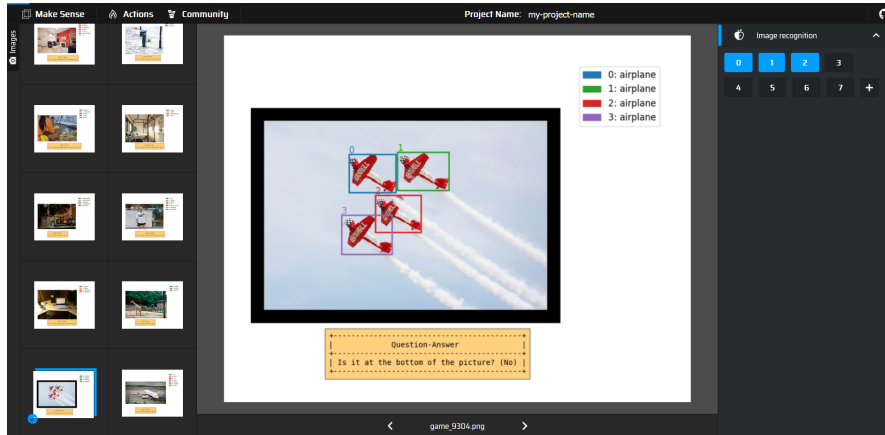 Make Sense
Actions
Community
Project Name: my-project-name
Images
0: airplane
1: airplane
2: airplane
3: airplane
0
1
2
3
+-----------------------------------------+
| Question-Answer |
+-----------------------------------------+
| Is it at the bottom of the picture? (No) |
+-----------------------------------------+
game_9304.png
Image recognition
0 1 2 3
4 5 6 7 +